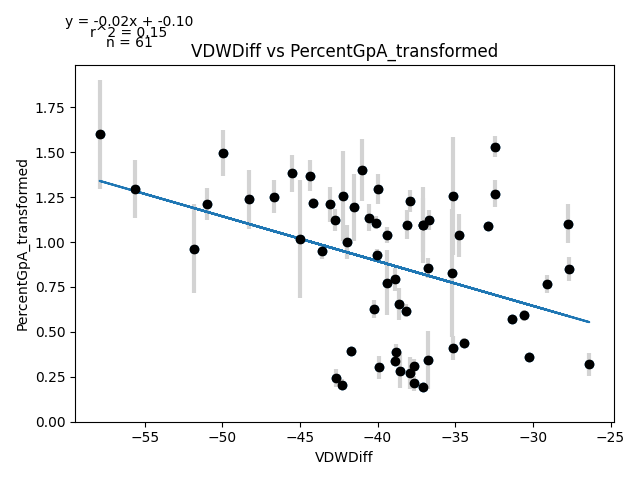 y = -0.02x + -0.10
r^2 = 0.15
n = 61
VDWDiff vs PercentGpA_transformed
PercentGpA_transformed
1.75
1.50
1.25
1.00
0.75
0.50
0.25
0.00
−55
−50
−45
−40
−35
−30
−25
VDWDiff